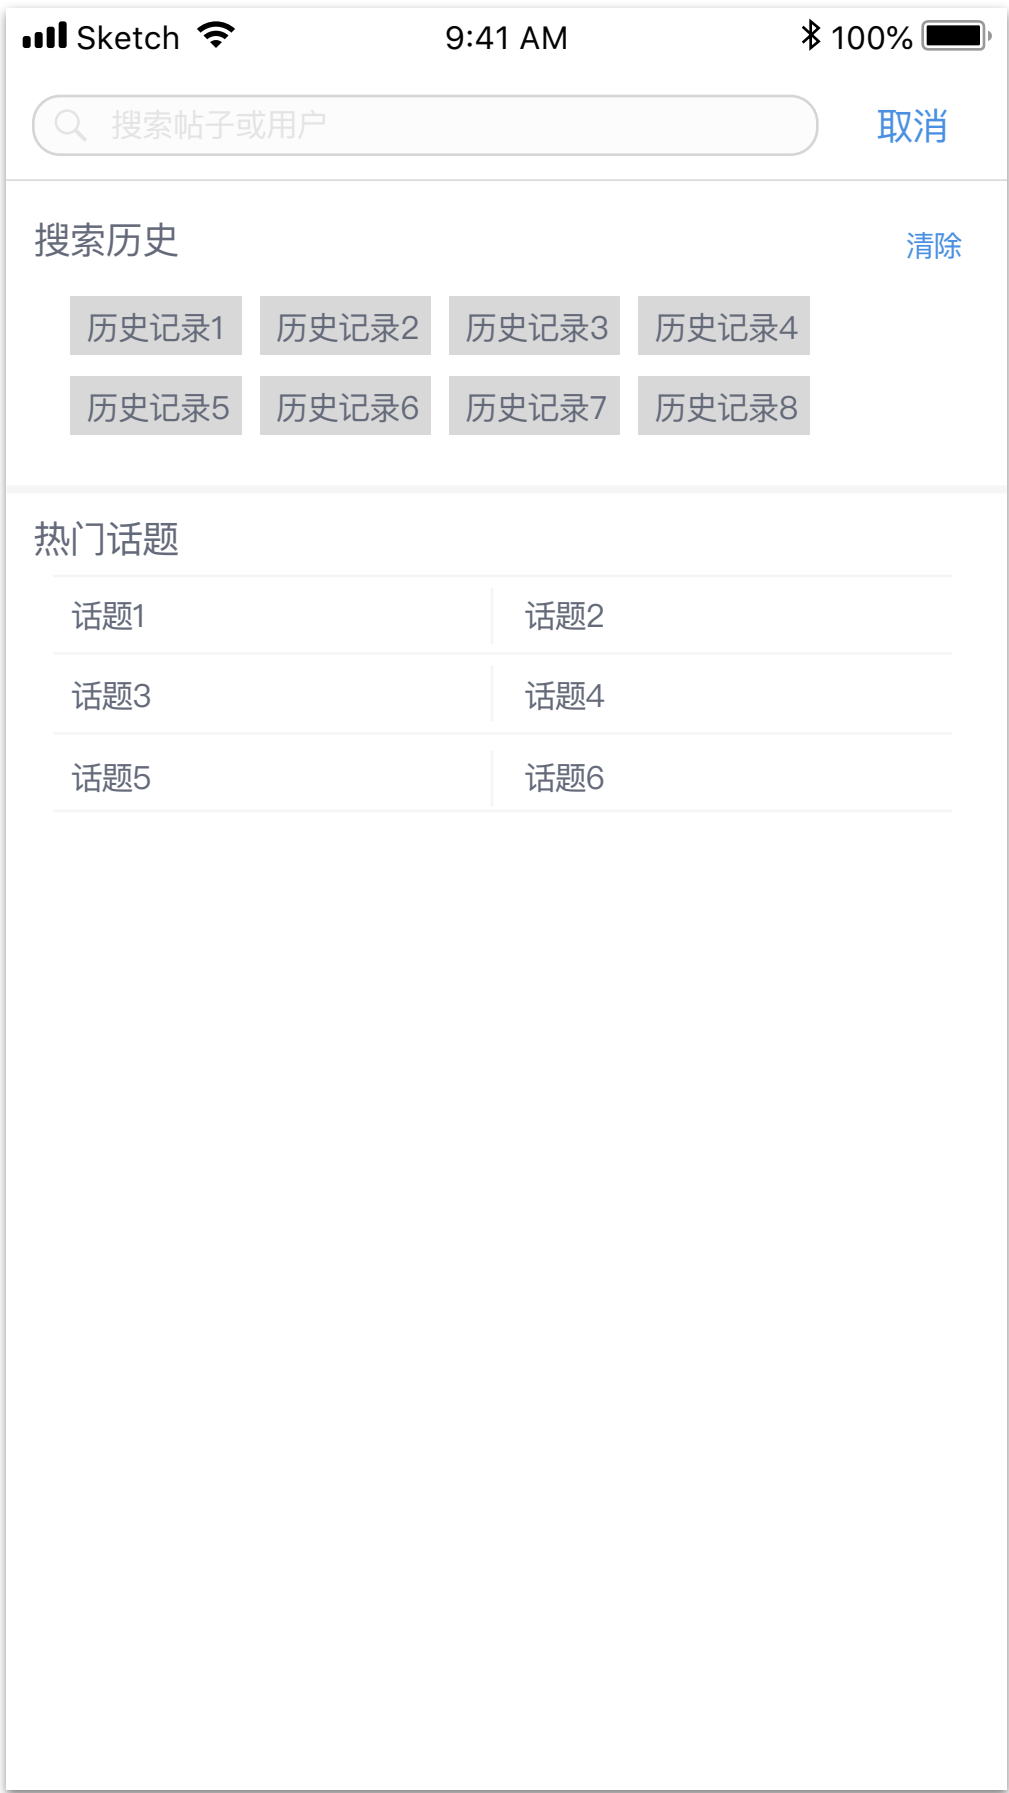 Sketch 9:41 AM 100%
搜索帖子或用户 取消
搜索历史 清除
历史记录1 历史记录2 历史记录3 历史记录4
历史记录5 历史记录6 历史记录7 历史记录8
热门话题
话题1 话题2
话题3 话题4
话题5 话题6